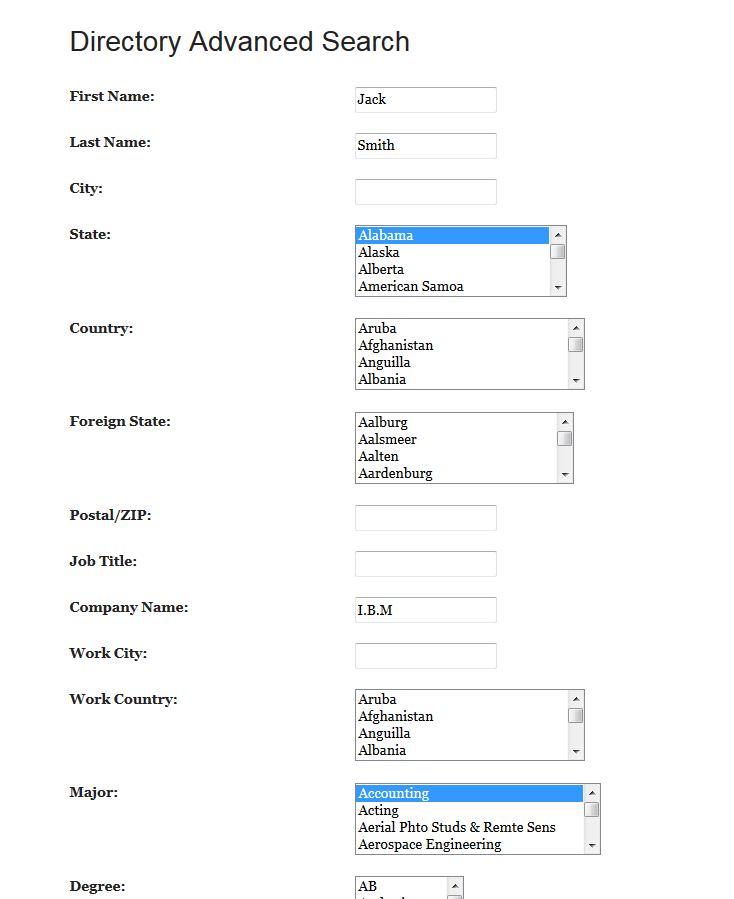 Directory Advanced Search
First Name:
Jack
Last Name:
Smith
City:
State:
Alabama
Alaska
Alberta
American Samoa
Country:
Aruba
Afghanistan
Anguilla
Albania
Foreign State:
Aalburg
Aalsmeer
Aalten
Aardenburg
Postal/ZIP:
Job Title:
Company Name:
I.B.M
Work City:
Work Country:
Aruba
Afghanistan
Anguilla
Albania
Major:
Accounting
Acting
Aerial Phto Studs & Remte Sens
Aerospace Engineering
Degree:
AB